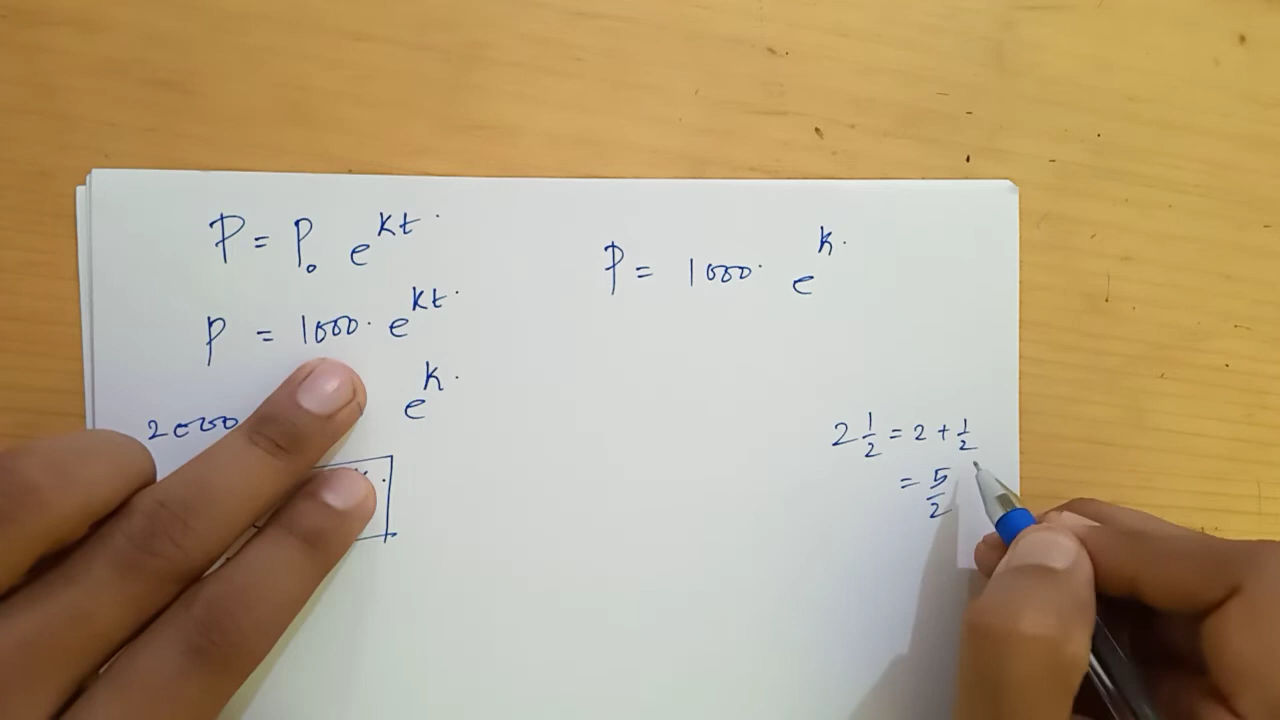 P = P₀ e^{kt}.
P = 1000. e^{kt}.
2000 e^{k}.
P = 1000. e^{k}.
2 1/2 = 2 + 1/2
= 5/2